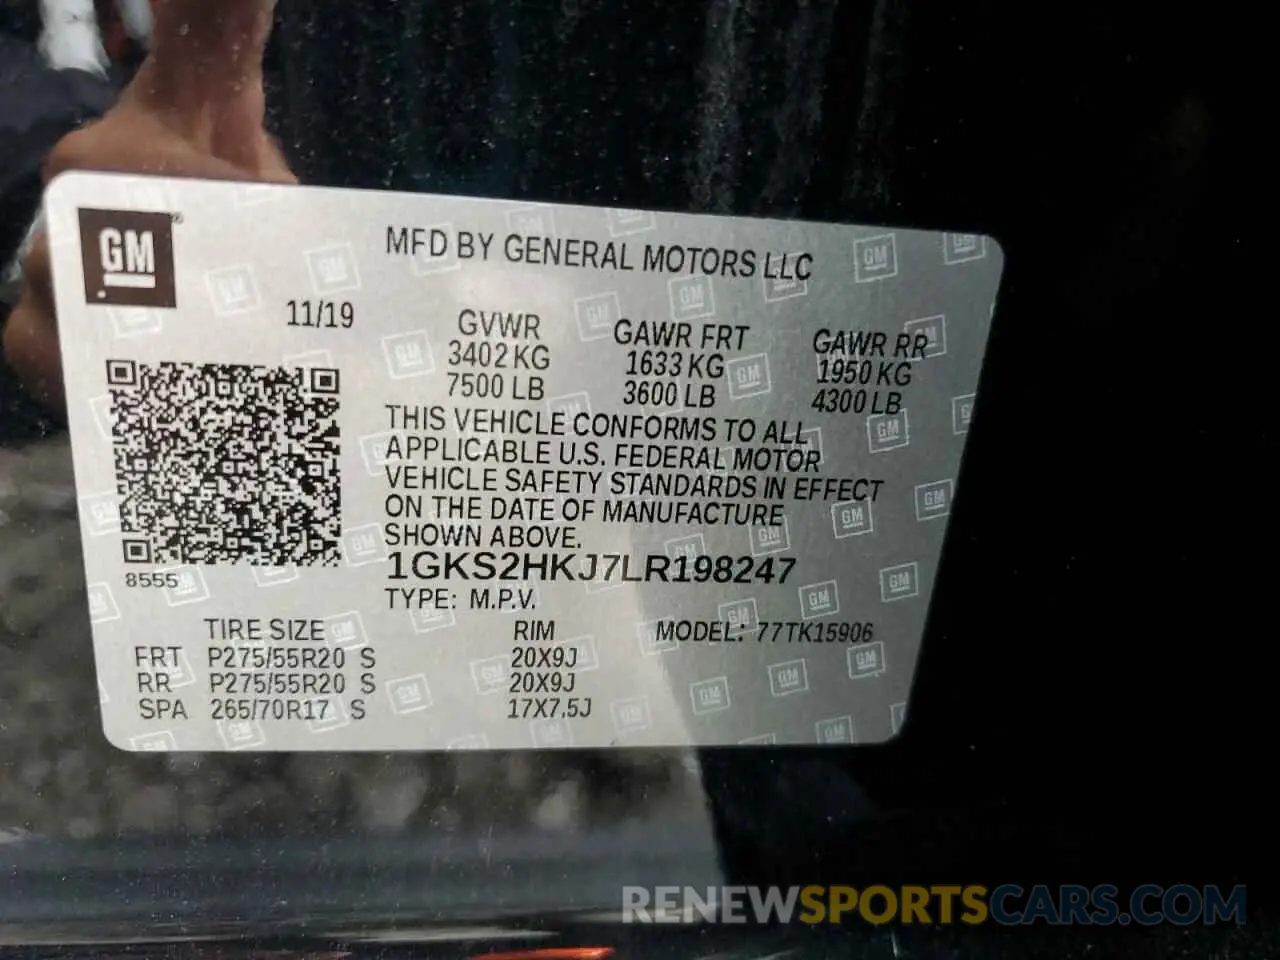 GM
MFD BY GENERAL MOTORS LLC
11/19
GVWR GAWR FRT GAWR RR
3402 KG 1633 KG 1950 KG
7500 LB 3600 LB 4300 LB
THIS VEHICLE CONFORMS TO ALL
APPLICABLE U.S. FEDERAL MOTOR
VEHICLE SAFETY STANDARDS IN EFFECT
ON THE DATE OF MANUFACTURE
SHOWN ABOVE.
1GKS2HKJ7LR198247
8555
TYPE: M.P.V.
TIRE SIZE RIM MODEL: 77TK15906
FRT P275/55R20 S 20X9J
RR P275/55R20 S 20X9J
SPA 265/70R17 S 17X7.5J
RENEWSPORTSCARS.COM